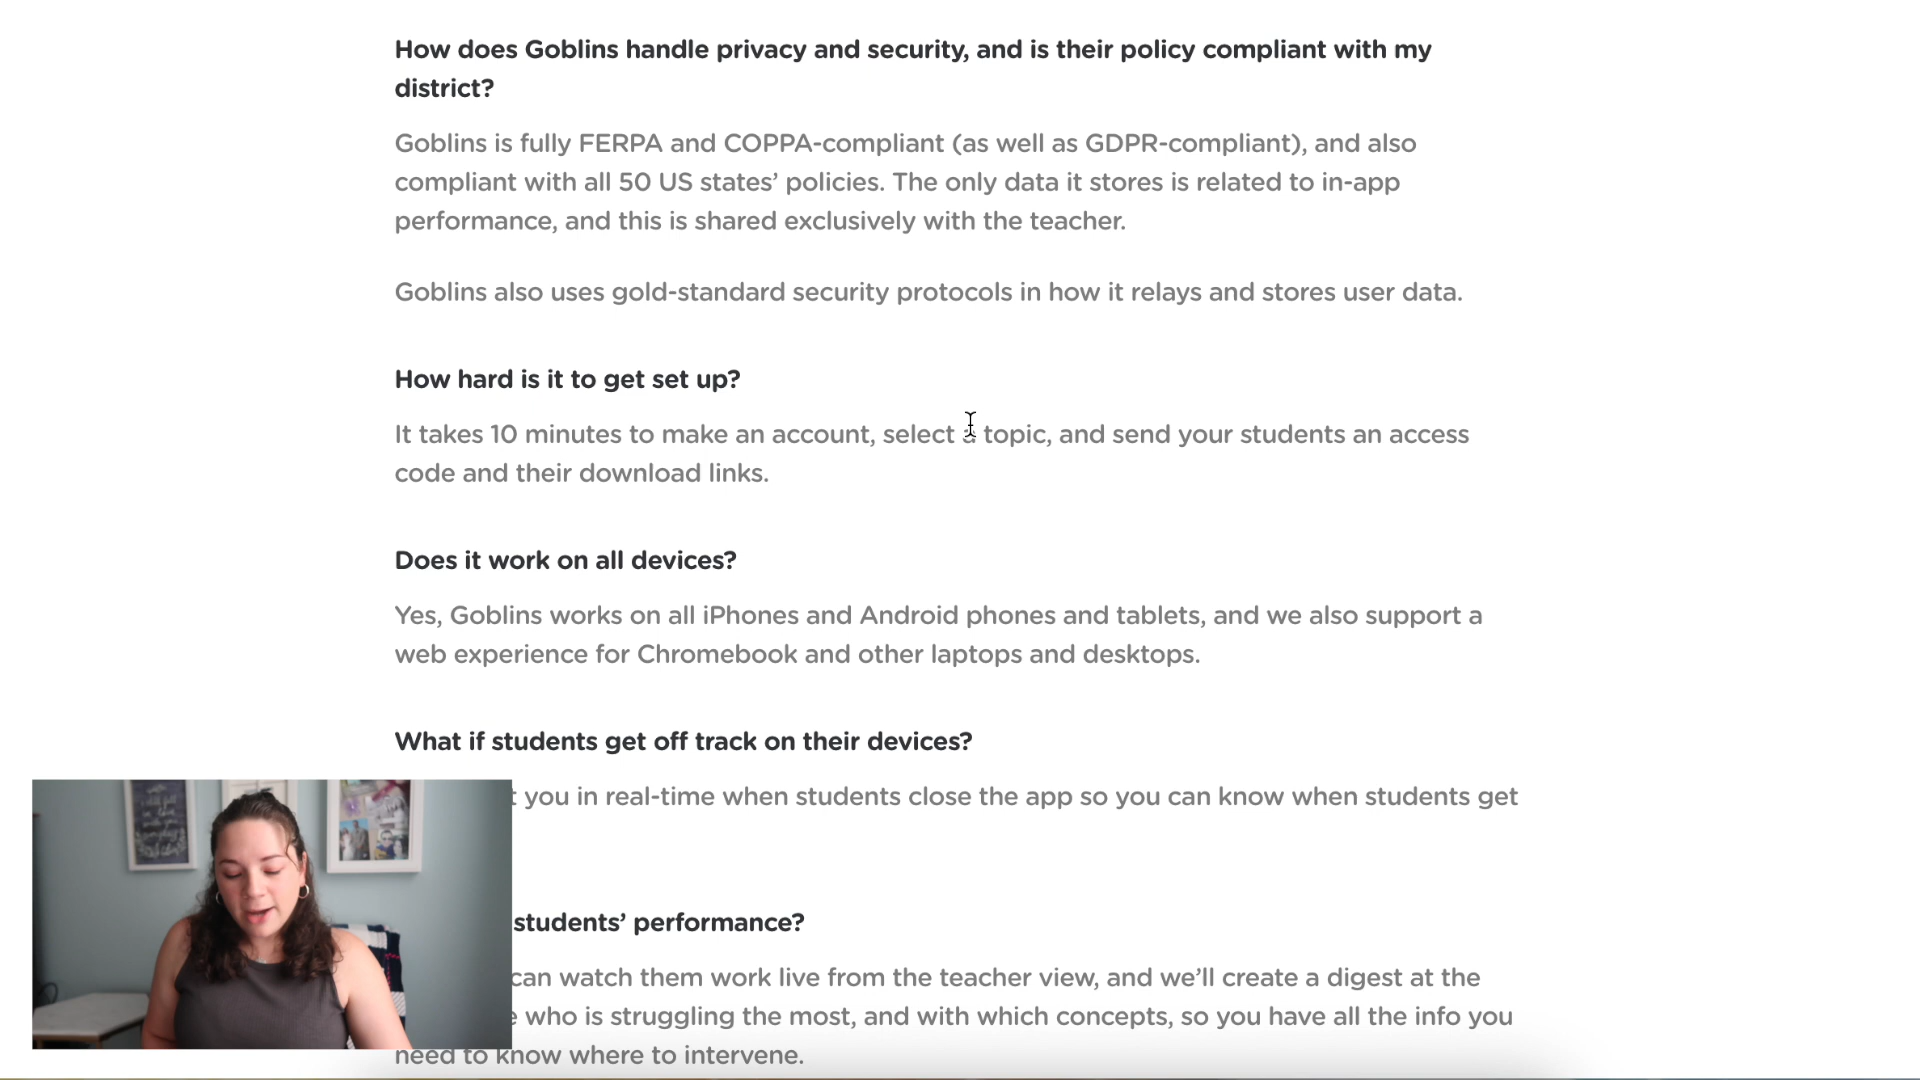 How does Goblins handle privacy and security, and is their policy compliant with my
district?
Goblins is fully FERPA and COPPA-compliant (as well as GDPR-compliant), and also
compliant with all 50 US states’ policies. The only data it stores is related to in-app
performance, and this is shared exclusively with the teacher.
Goblins also uses gold-standard security protocols in how it relays and stores user data.
How hard is it to get set up?
It takes 10 minutes to make an account, select a topic, and send your students an access
code and their download links.
Does it work on all devices?
Yes, Goblins works on all iPhones and Android phones and tablets, and we also support a
web experience for Chromebook and other laptops and desktops.
What if students get off track on their devices?
you in real-time when students close the app so you can know when students get
students’ performance?
can watch them work live from the teacher view, and we’ll create a digest at the
who is struggling the most, and with which concepts, so you have all the info you
need to know where to intervene.